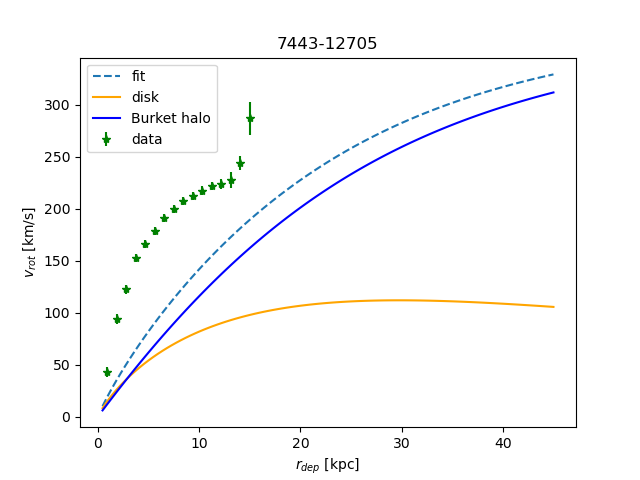 7443-12705
fit
disk
Burket halo
data
300
250
200
150
100
50
0
v_rot [km/s]
0 10 20 30 40
r_dep [kpc]